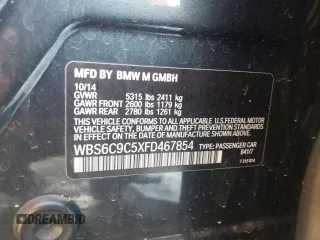 MFD BY BMW M GMBH
10/14
GVWR 5315 lbs 2411 kg
GAWR FRONT 2600 lbs 1179 kg
GAWR REAR 2780 lbs 1261 kg
THIS VEHICLE CONFORMS TO ALL APPLICABLE U.S. FEDERAL MOTOR
VEHICLE SAFETY, BUMPER, AND THEFT PREVENTION STANDARDS
IN EFFECT ON THE DATE OF MANUFACTURE SHOWN ABOVE.
WBS6C9C5XFD467854 TYPE: PASSENGER CAR
B41/7
DREAMBID